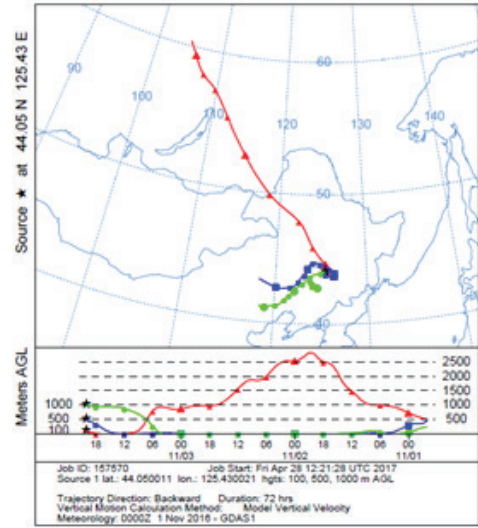 Source ★ at 44.05 N 125.43 E
90
100
110
120
130
140
60
50
40
Meters AGL
1000
500
100
2500
2000
1500
1000
500
18 12 06 00 18 12 06 00 18 12 06 00
11/03 11/02 11/01
Job ID: 157570 Job Start: Fri Apr 28 12:21:28 UTC 2017
Source 1 lat.: 44.050011 lon.: 125.430021 hgts: 100, 500, 1000 m AGL
Trajectory Direction: Backward Duration: 72 hrs
Vertical Motion Calculation Method: Model Vertical Velocity
Meteorology: 0000Z 1 Nov 2016 - GDAS1